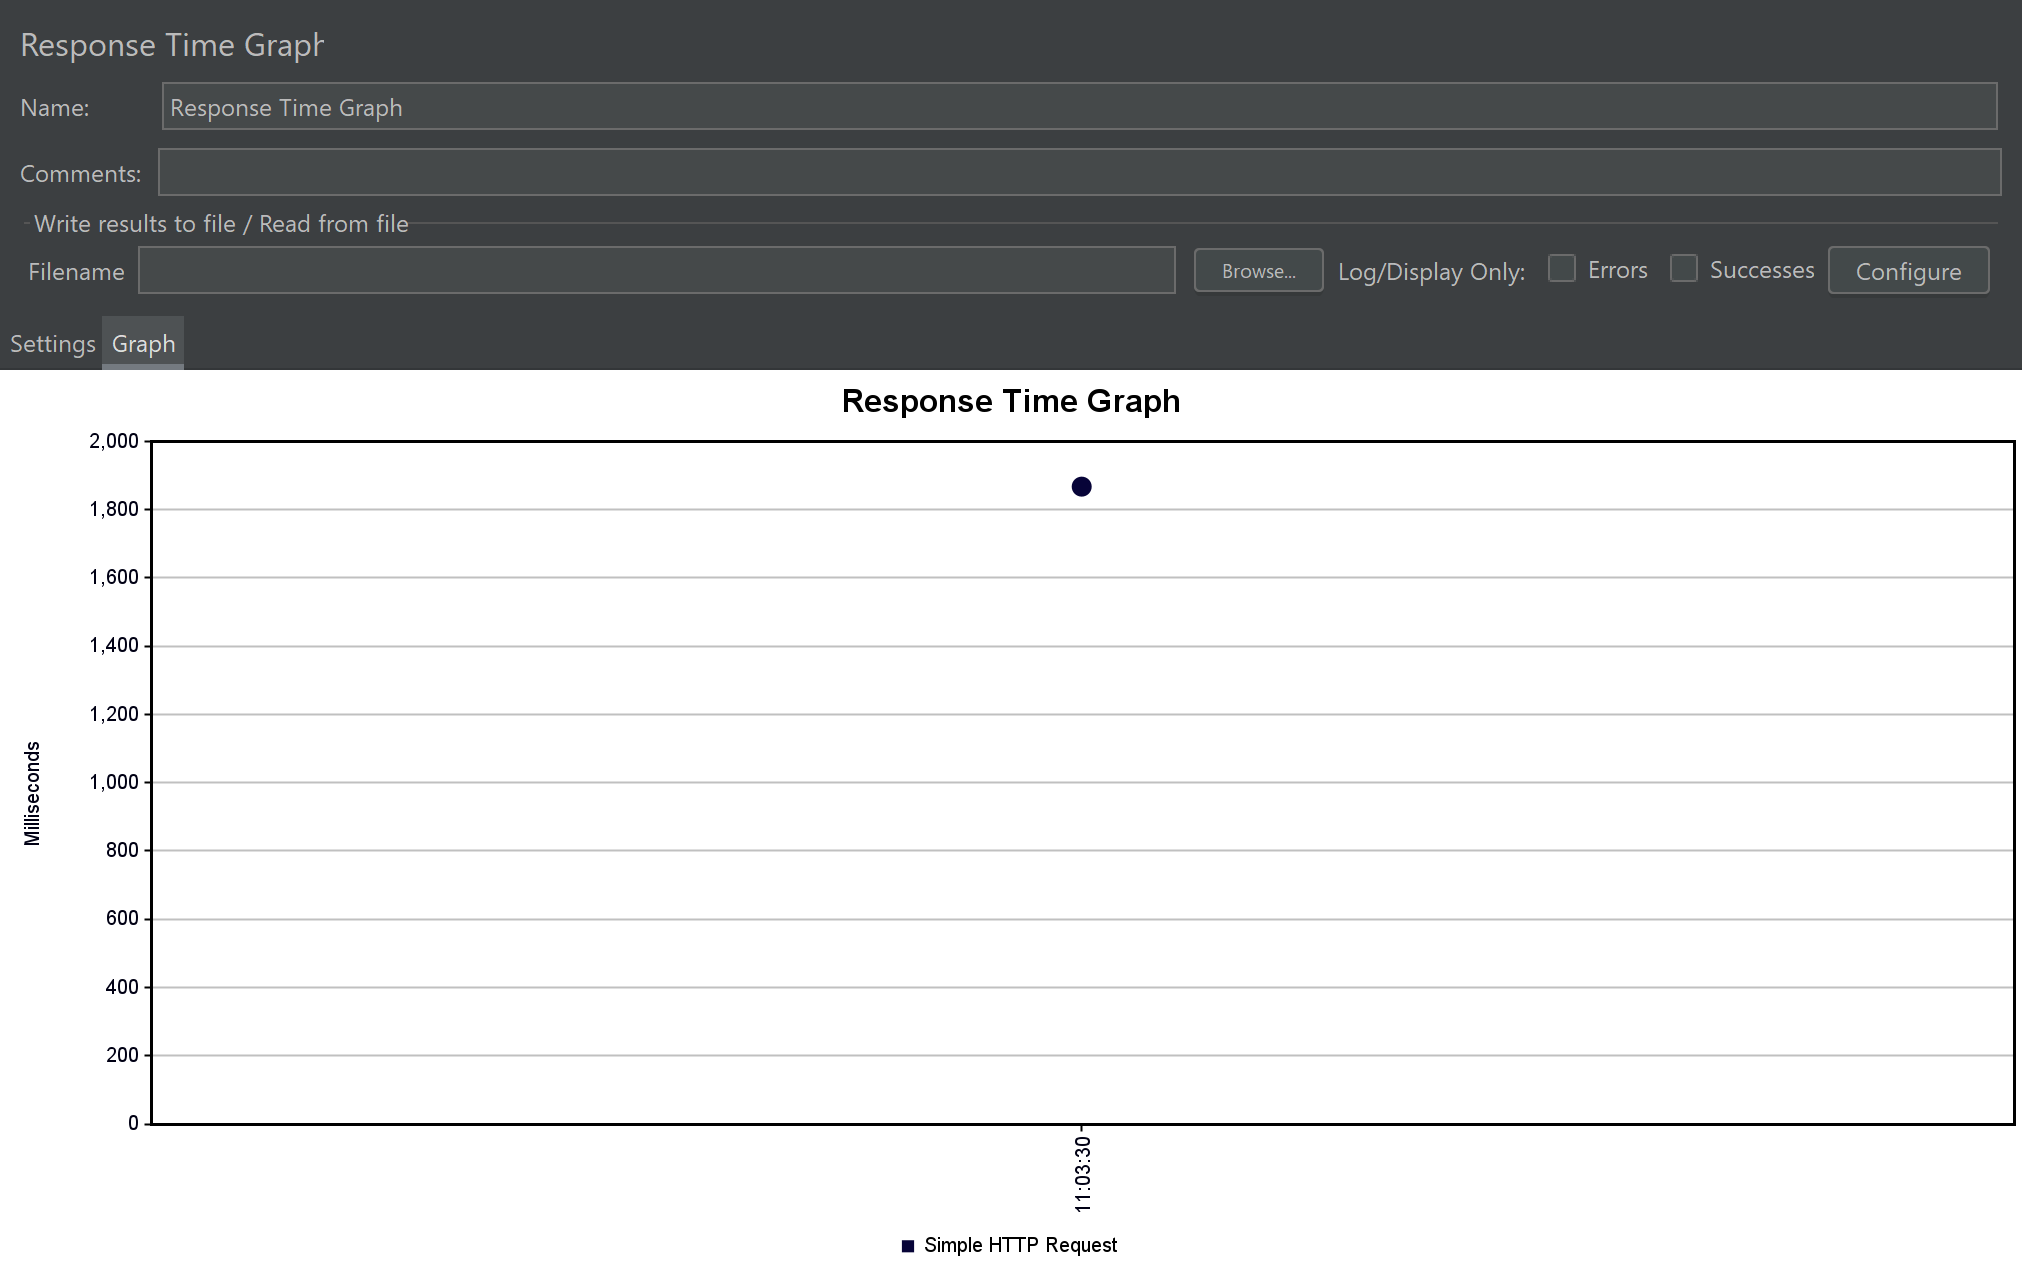 Response Time Graph
Name: Response Time Graph
Comments:
Write results to file / Read from file
Filename Browse... Log/Display Only: Errors Successes Configure
Settings Graph
Response Time Graph
2,000
1,800
1,600
1,400
1,200
1,000
800
600
400
200
0
Milliseconds
11:03:30
Simple HTTP Request